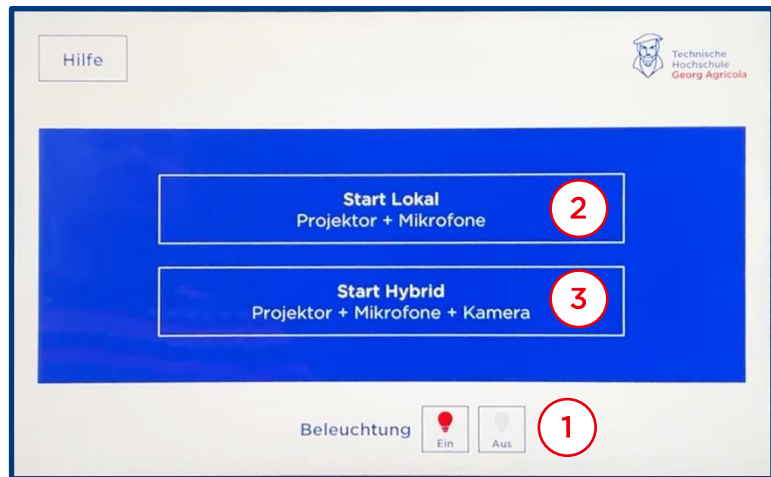 Hilfe
Technische
Hochschule
Georg Agricola
Start Lokal
Projektor + Mikrofone
2
Start Hybrid
Projektor + Mikrofone + Kamera
3
Beleuchtung
Ein
Aus
1